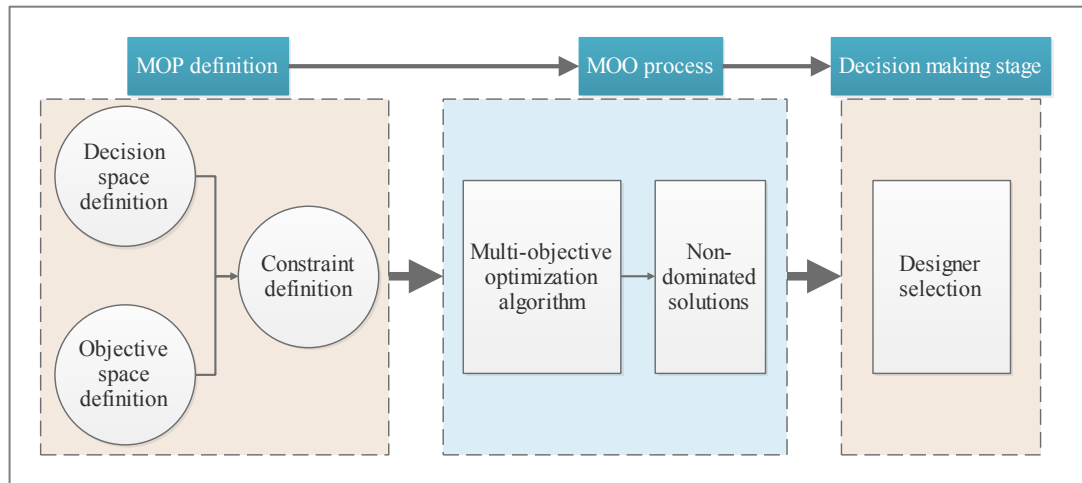 MOP definition
MOO process
Decision making stage
Decision
space
definition
Constraint
definition
Objective
space
definition
Multi-objective
optimization
algorithm
Non-
dominated
solutions
Designer
selection